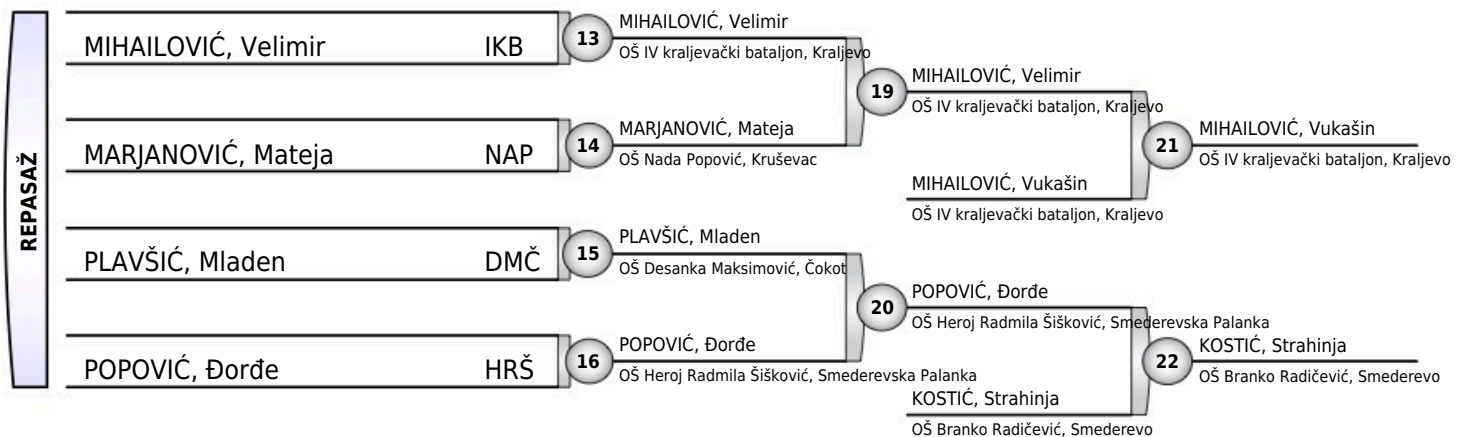 REPASAŽ
MIHAILOVIĆ, Velimir IKB
MARJANOVIĆ, Mateja NAP
PLAVŠIĆ, Mladen DMČ
POPOVIĆ, Đorđe HRŠ
13
MIHAILOVIĆ, Velimir
OŠ IV kraljevački bataljon, Kraljevo
14
MARJANOVIĆ, Mateja
OŠ Nada Popović, Kruševac
15
PLAVŠIĆ, Mladen
OŠ Desanka Maksimović, Čokot
16
POPOVIĆ, Đorđe
OŠ Heroj Radmila Šišković, Smederevska Palanka
19
MIHAILOVIĆ, Velimir
OŠ IV kraljevački bataljon, Kraljevo
MIHAILOVIĆ, Vukašin
OŠ IV kraljevački bataljon, Kraljevo
20
POPOVIĆ, Đorđe
OŠ Heroj Radmila Šišković, Smederevska Palanka
KOSTIĆ, Strahinja
OŠ Branko Radičević, Smederevo
21
MIHAILOVIĆ, Vukašin
OŠ IV kraljevački bataljon, Kraljevo
22
KOSTIĆ, Strahinja
OŠ Branko Radičević, Smederevo